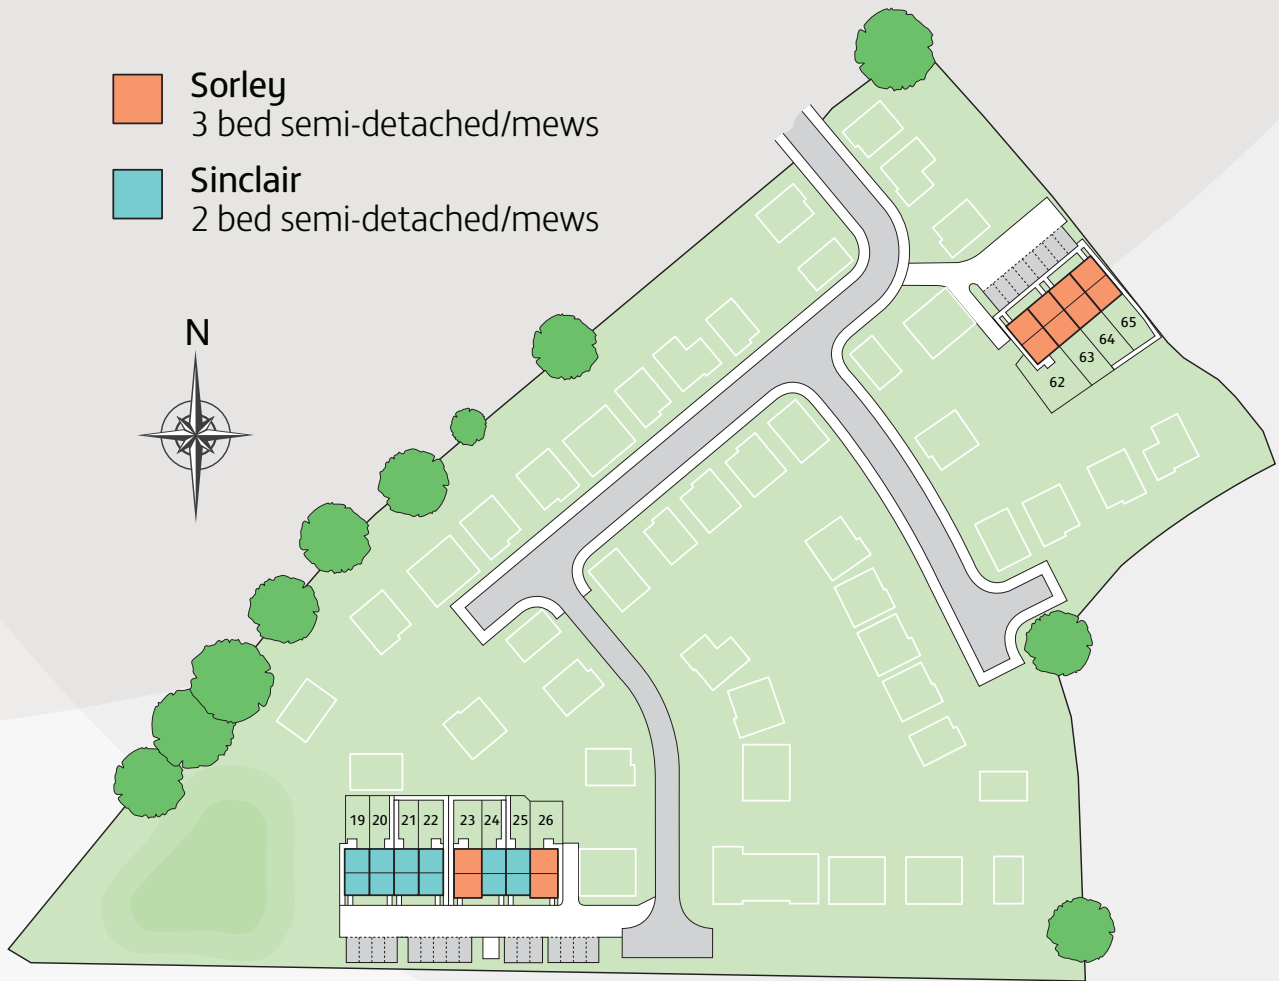 Sorley
3 bed semi-detached/mews
Sinclair
2 bed semi-detached/mews
N
65
64
63
62
19 20 21 22 23 24 25 26